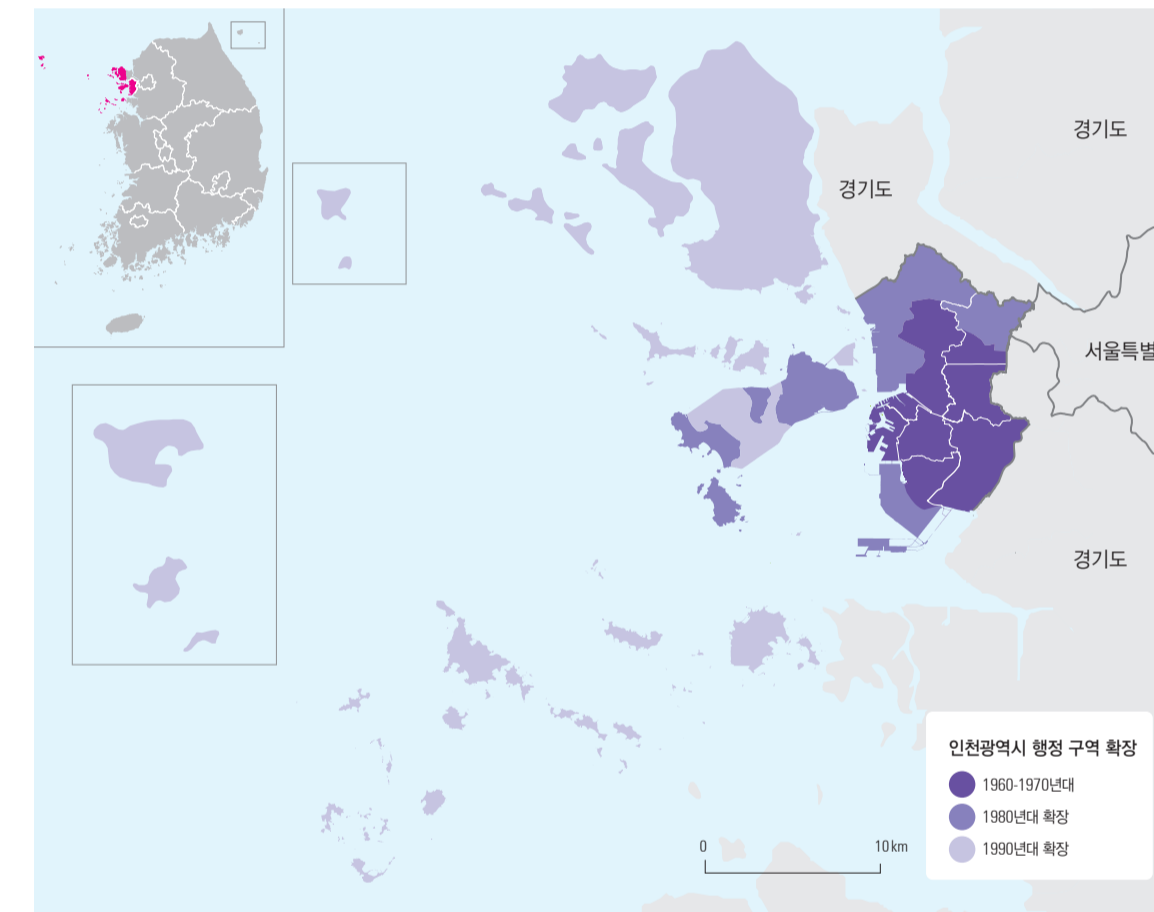 경기도
경기도
서울특별
경기도
인천광역시 행정 구역 확장
1960-1970년대
1980년대 확장
1990년대 확장
0 10km